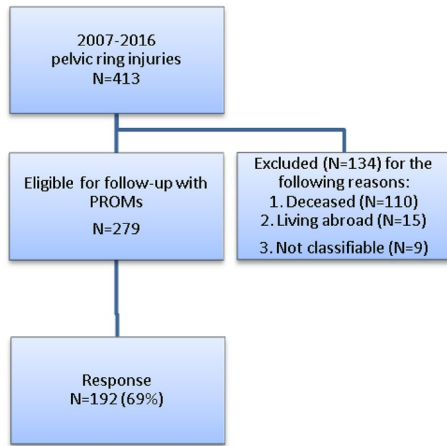 2007-2016
pelvic ring injuries
N=413
Eligible for follow-up with
PROMs
N=279
Excluded (N=134) for the
following reasons:
1. Deceased (N=110)
2. Living abroad (N=15)
3. Not classifiable (N=9)
Response
N=192 (69%)